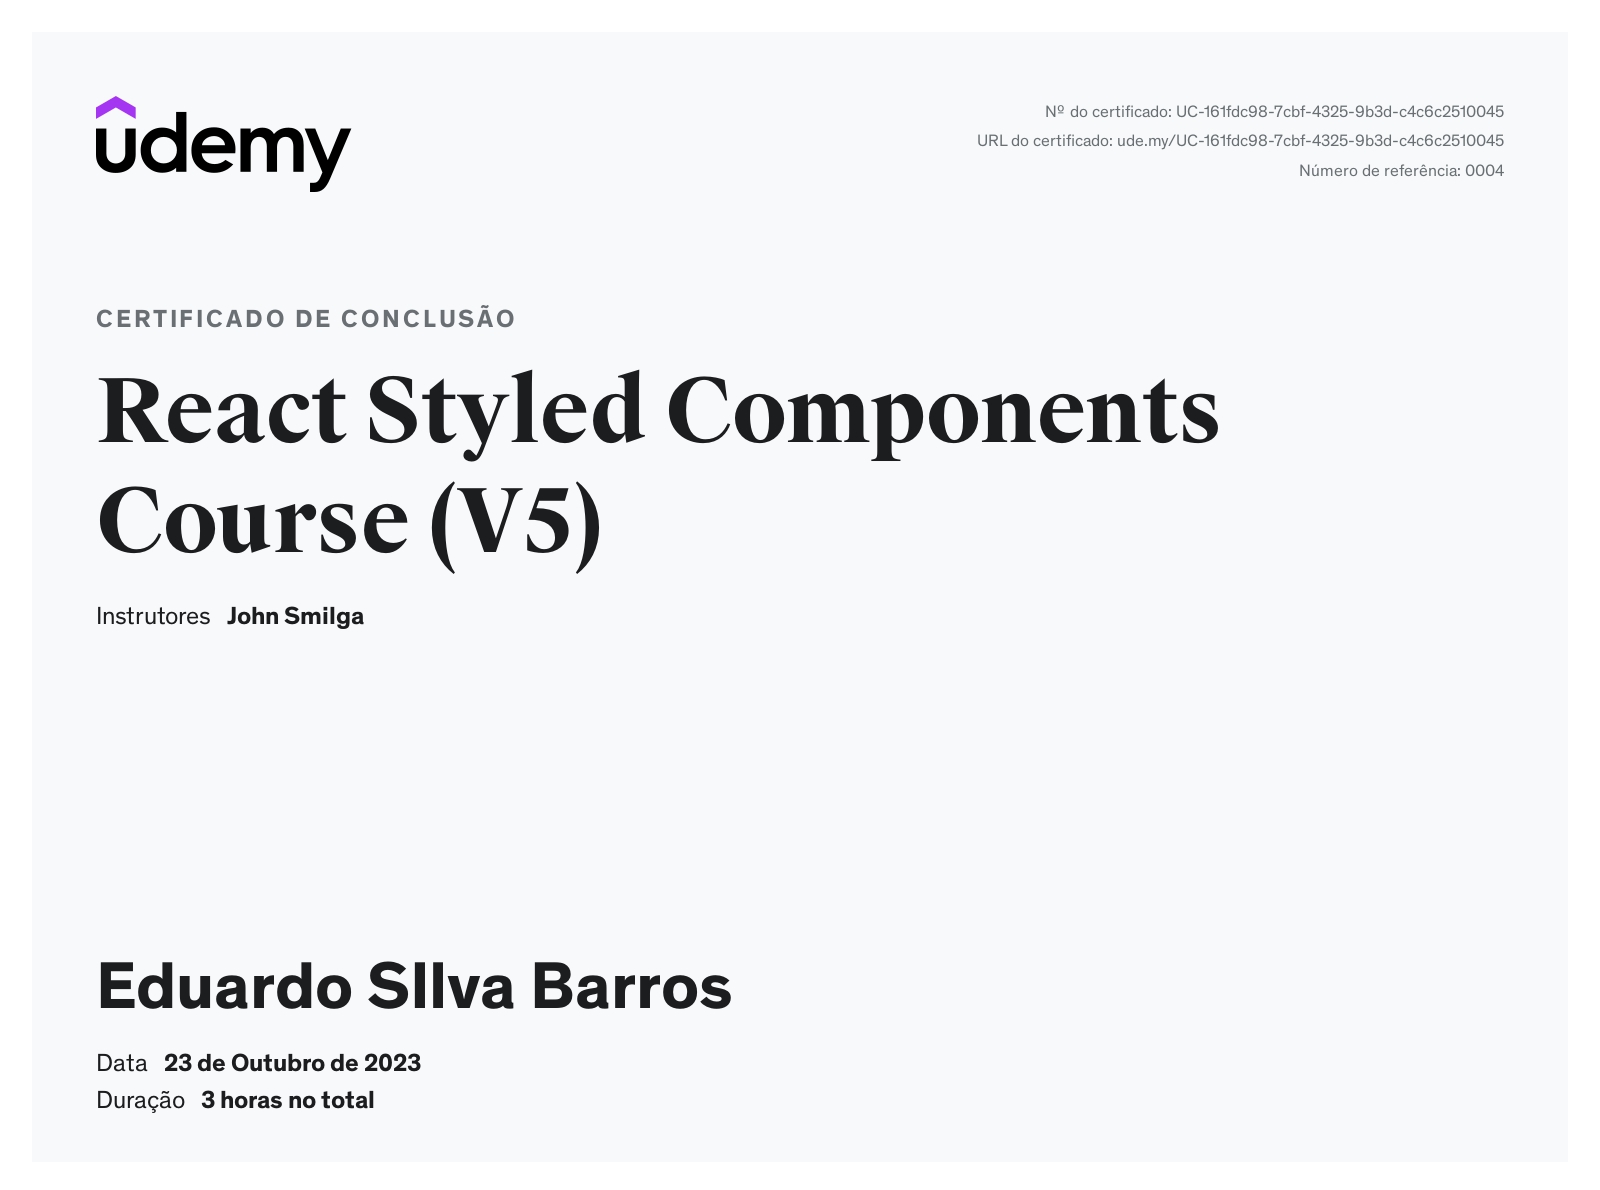 udemy
Nº do certificado: UC-161fdc98-7cbf-4325-9b3d-c4c6c2510045
URL do certificado: ude.my/UC-161fdc98-7cbf-4325-9b3d-c4c6c2510045
Número de referência: 0004
CERTIFICADO DE CONCLUSÃO
React Styled Components
Course (V5)
Instrutores John Smilga
Eduardo SIlva Barros
Data 23 de Outubro de 2023
Duração 3 horas no total